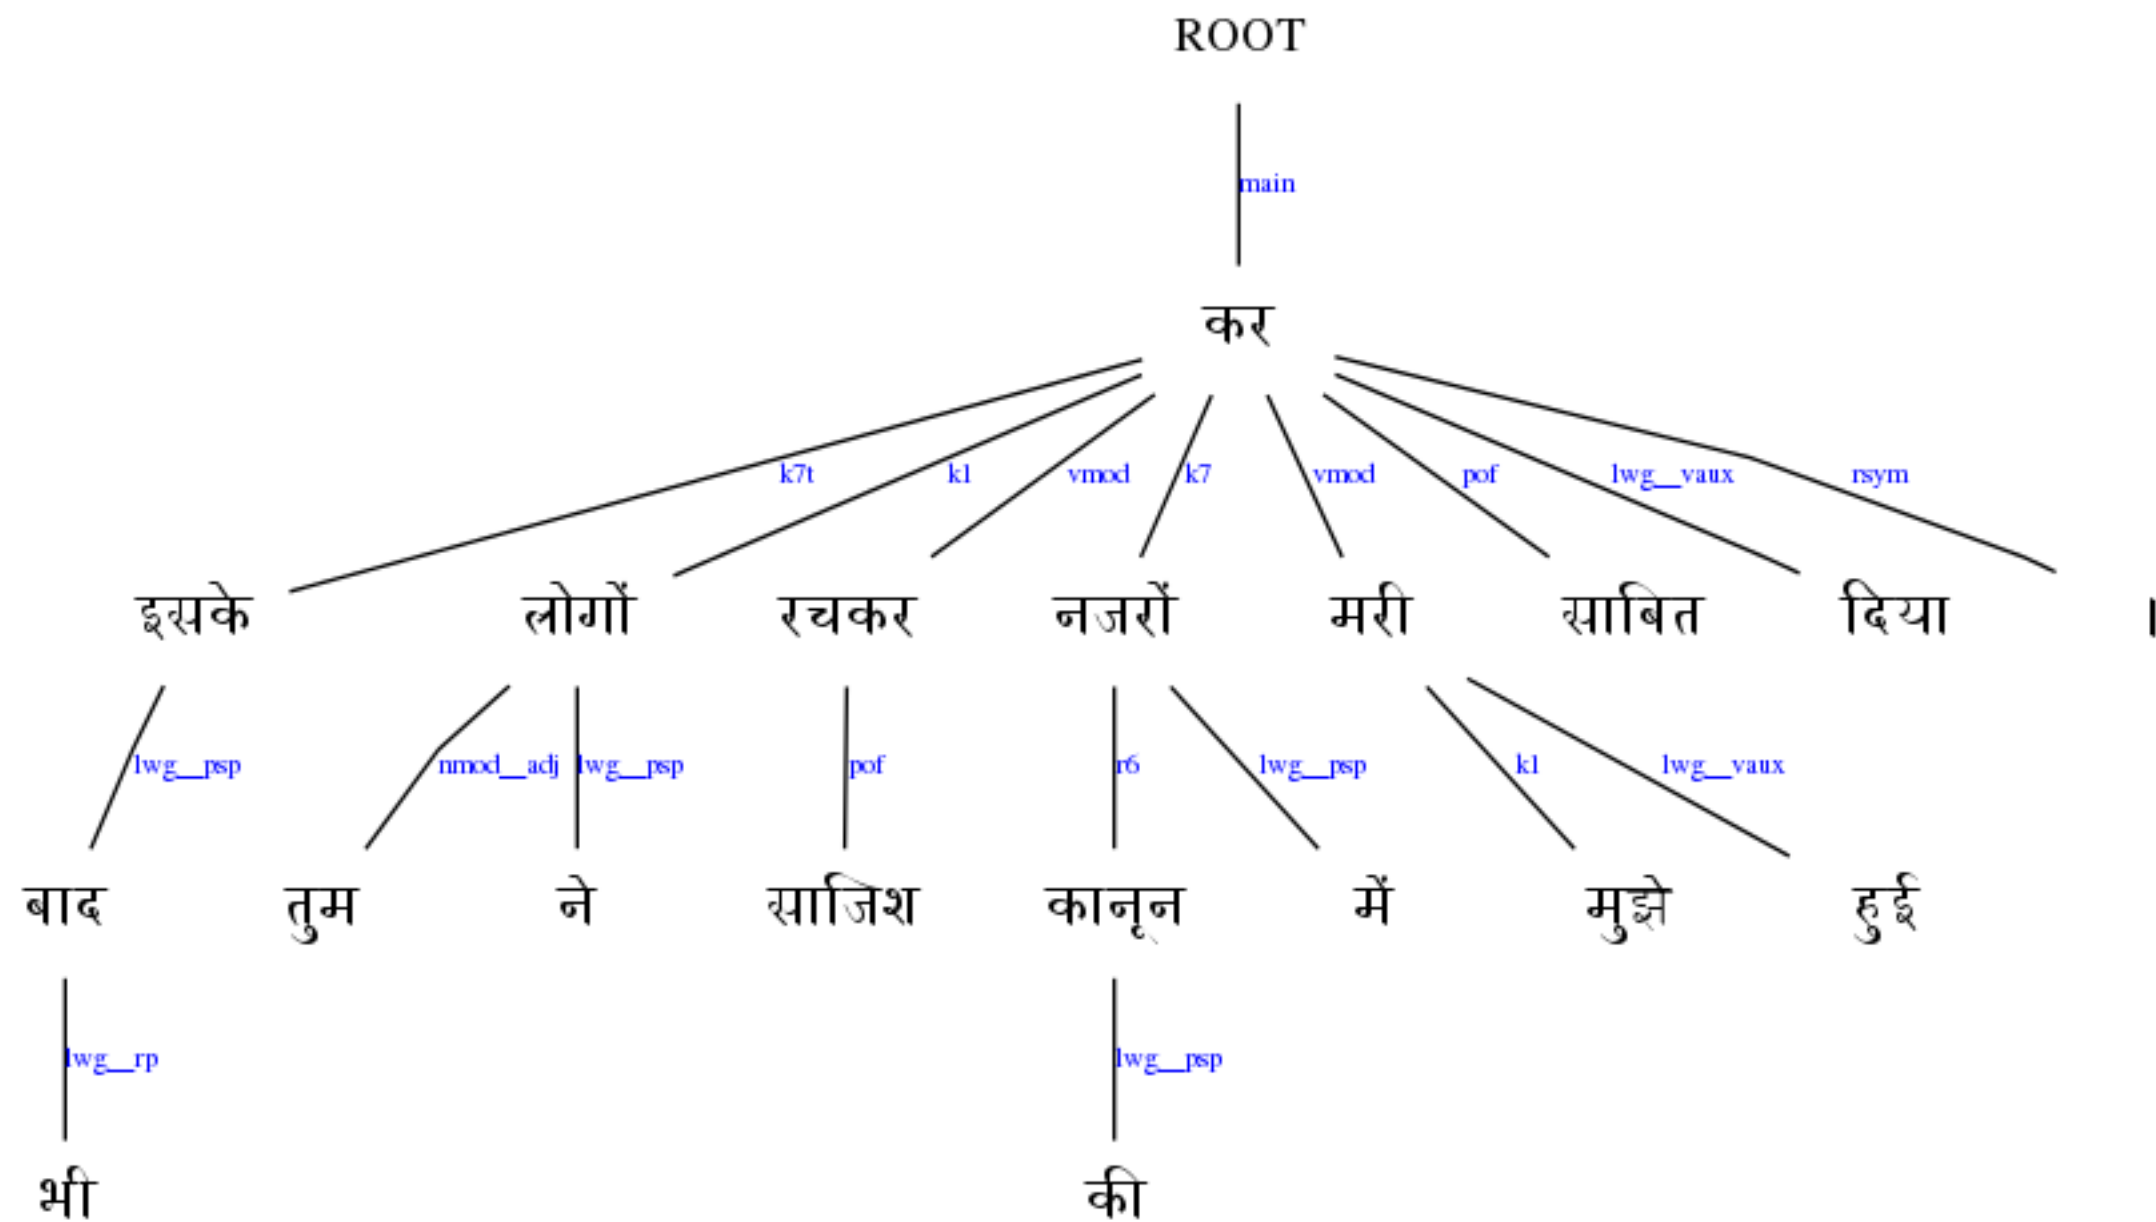 ROOT
main
कर
k7t k1 vmod k7 vmod pof lwg__vaux rsym
इसके लोगों रचकर नजरों मरी साबित दिया ।
lwg__psp nmod__adj lwg__psp pof r6 lwg__psp k1 lwg__vaux
बाद तुम ने साजिश कानून में मुझे हुई
lwg__rp lwg__psp
भी की